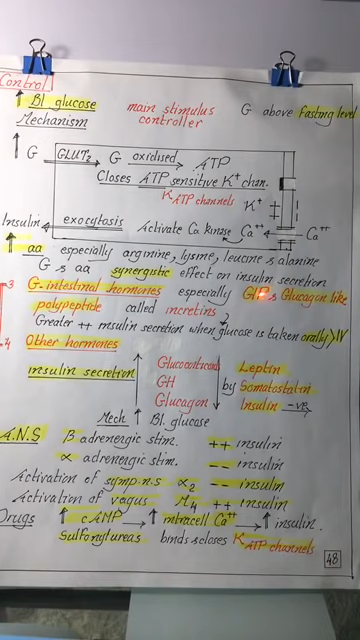 Control
↑ Bl glucose main stimulus G above fasting level
Mechanism controller
↑ G GLUT2 G oxidised ATP
Closes ATP sensitive K+ chan.
K ATP channels K+
Insulin exocytosis Activate Ca kinase Ca++ Ca++
↑ aa especially arginine, lysine, leucine & alanine
G & aa synergistic effect on insulin secretion
3 G. intestinal hormones especially & Glucagon like
polypeptide called incretins
Greater ++ insulin secretion when glucose is taken orally > IV
4 Other hormones
insulin secretion ↑ Glucocorticoids ↓ by Leptin
GH Somatostatin
Glucagon Insulin -ve
Mech ↑ Bl. glucose
A.N.S β adrenergic stim. ++ insulin
α adrenergic stim. -- insulin
Activation of symp.n.s α2 -- insulin
Activation of vagus M4 ++ insulin
Drugs ↑ cAMP → ↑ intracell Ca++ → ↑ insulin.
Sulfonylureas binds & closes K ATP channels
48